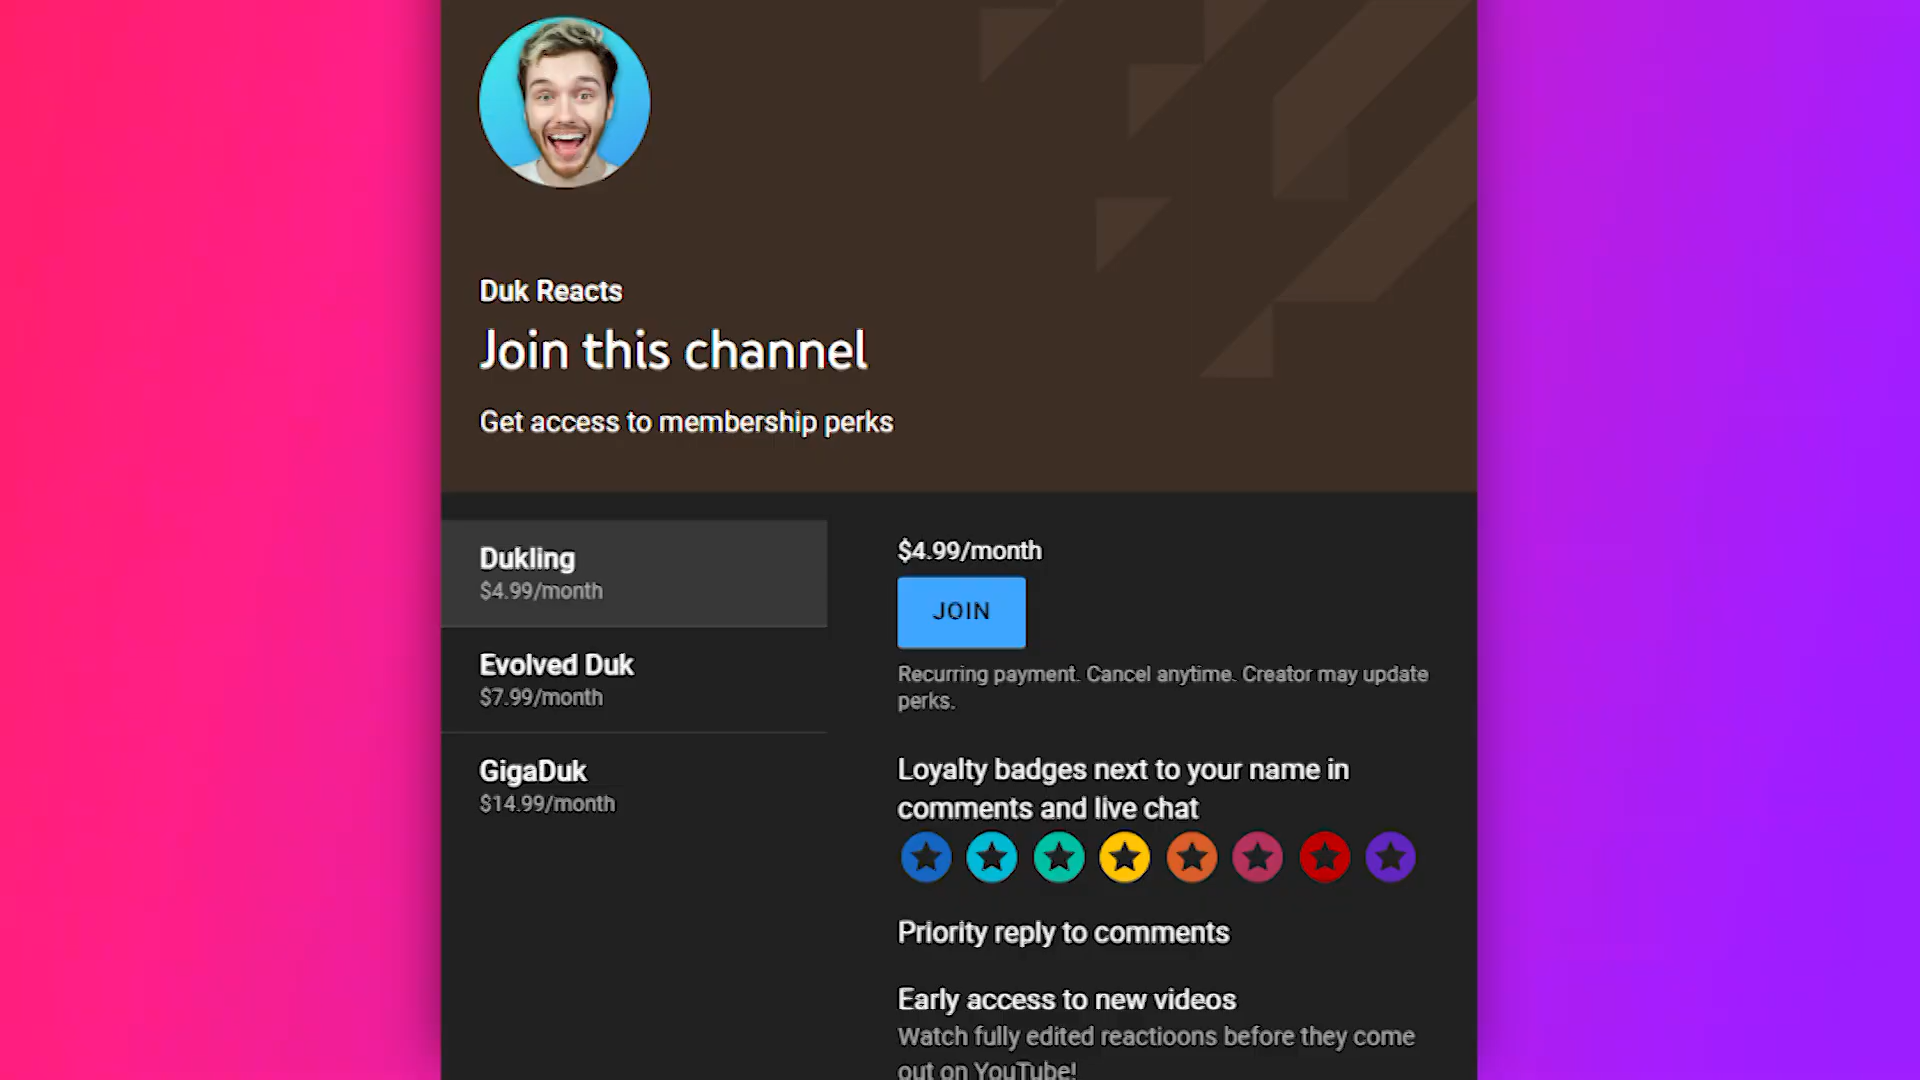 Duk Reacts
Join this channel
Get access to membership perks
Dukling
$4.99/month
Evolved Duk
$7.99/month
GigaDuk
$14.99/month
$4.99/month
JOIN
Recurring payment. Cancel anytime. Creator may update
perks.
Loyalty badges next to your name in
comments and live chat
Priority reply to comments
Early access to new videos
Watch fully edited reactioons before they come
out on YouTube!